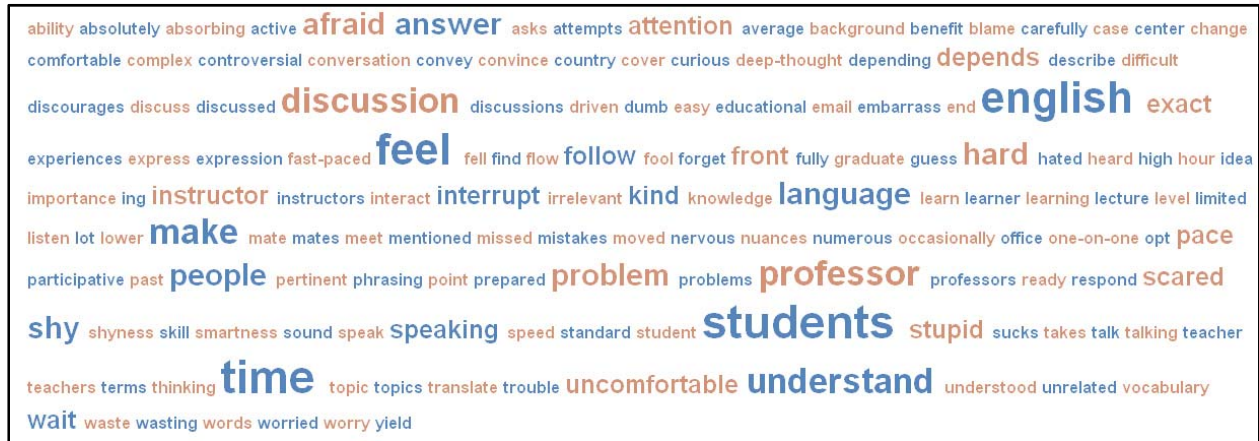 ability absolutely absorbing active afraid answer asks attempts attention average background benefit blame carefully case center change
comfortable complex controversial conversation convey convince country cover curious deep-thought depending depends describe difficult
discourages discuss discussed discussion discussions driven dumb easy educational email embarrass end english exact
experiences express expression fast-paced feel fell find flow follow fool forget front fully graduate guess hard hated heard high hour idea
importance ing instructor instructors interact interrupt irrelevant kind knowledge language learn learner learning lecture level limited
listen lot lower make mate mates meet mentioned missed mistakes moved nervous nuances numerous occasionally office one-on-one opt pace
participative past people pertinent phrasing point prepared problem problems professor professors ready respond scared
shy shyness skill smartness sound speak speaking speed standard student students stupid sucks takes talk talking teacher
teachers terms thinking time topic topics translate trouble uncomfortable understand understood unrelated vocabulary
wait waste wasting words worried worry yield